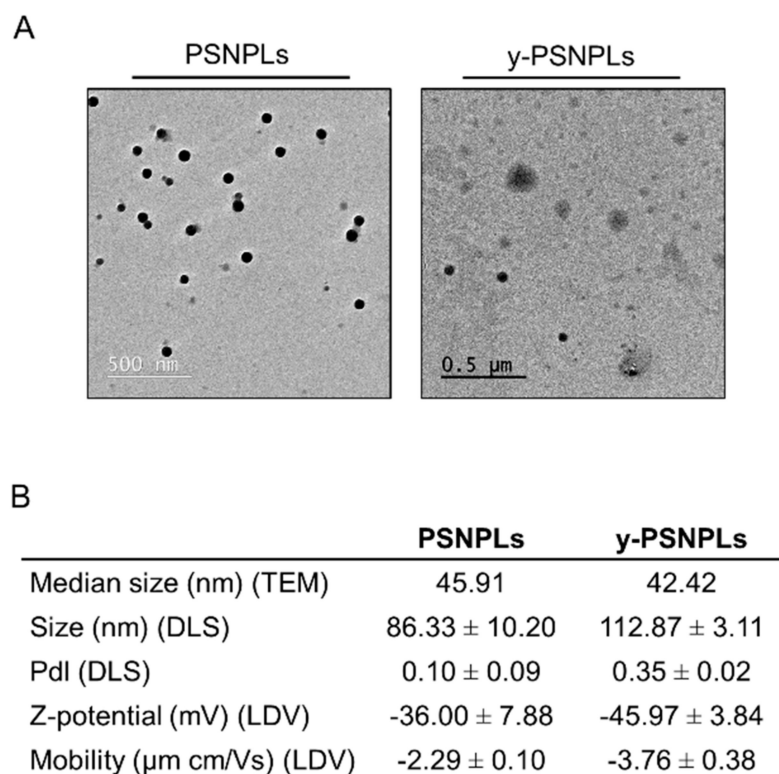 A
PSNPLs y-PSNPLs
500 nm 0.5 µm
B
PSNPLs y-PSNPLs
Median size (nm) (TEM) 45.91 42.42
Size (nm) (DLS) 86.33 ± 10.20 112.87 ± 3.11
PdI (DLS) 0.10 ± 0.09 0.35 ± 0.02
Z-potential (mV) (LDV) -36.00 ± 7.88 -45.97 ± 3.84
Mobility (µm cm/Vs) (LDV) -2.29 ± 0.10 -3.76 ± 0.38